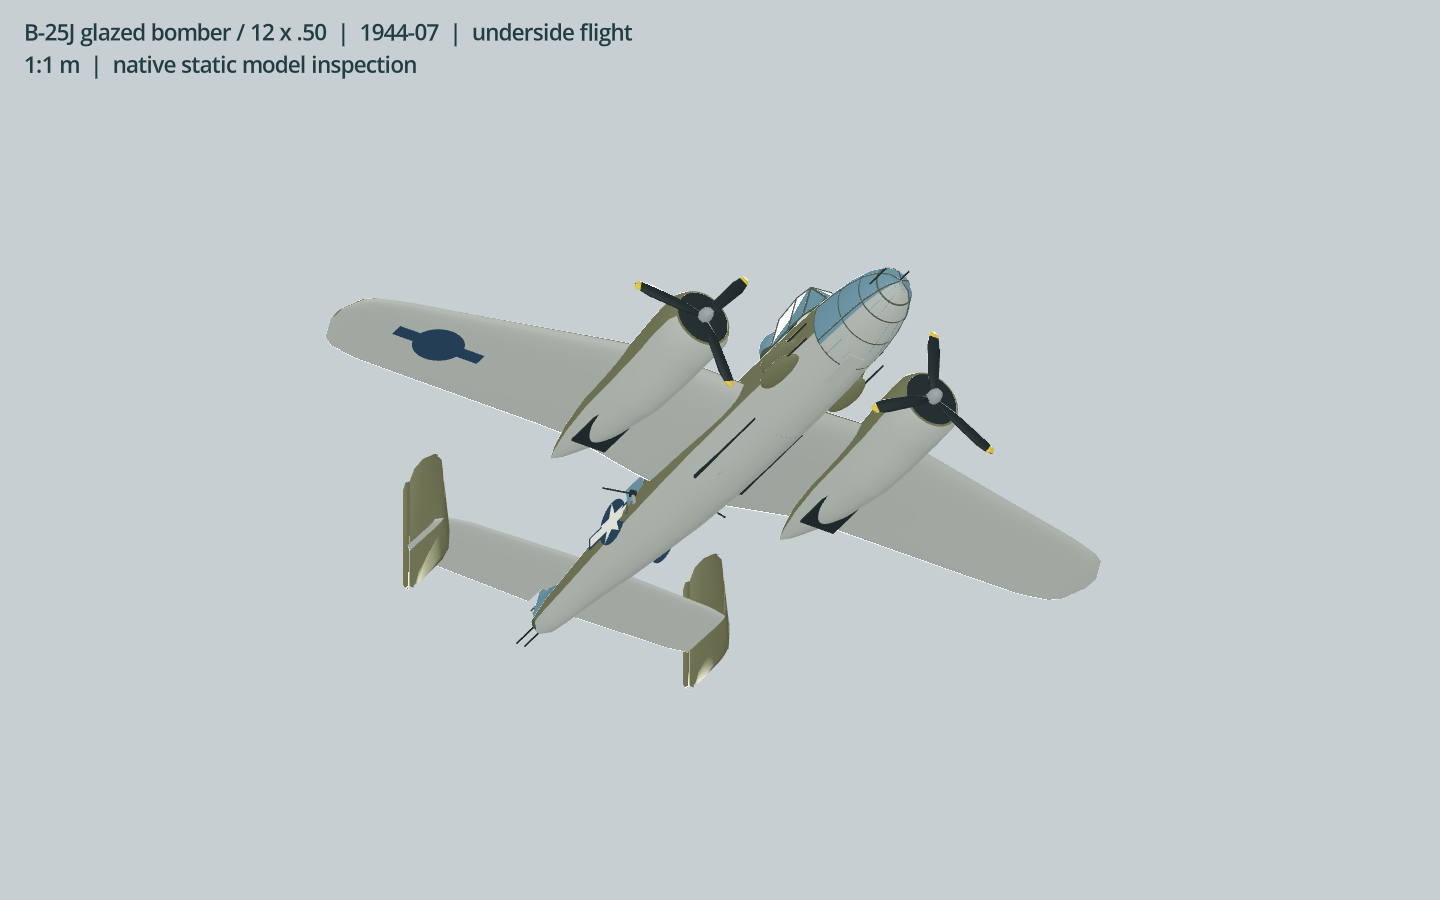 B-25J glazed bomber / 12 x .50 | 1944-07 | underside flight
1:1 m | native static model inspection